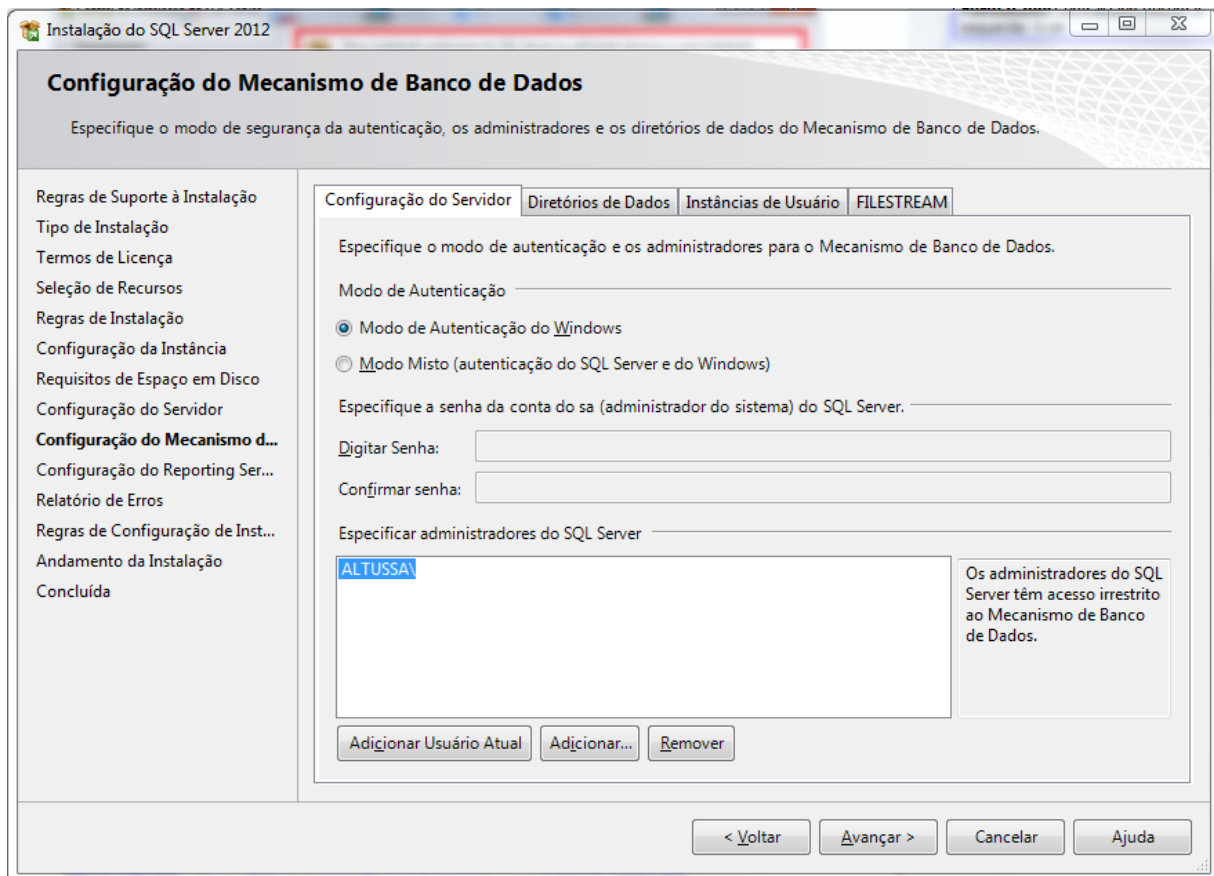 Instalação do SQL Server 2012
Configuração do Mecanismo de Banco de Dados
Especifique o modo de segurança da autenticação, os administradores e os diretórios de dados do Mecanismo de Banco de Dados.
Regras de Suporte à Instalação
Tipo de Instalação
Termos de Licença
Seleção de Recursos
Regras de Instalação
Configuração da Instância
Requisitos de Espaço em Disco
Configuração do Servidor
Configuração do Mecanismo d...
Configuração do Reporting Ser...
Relatório de Erros
Regras de Configuração de Inst...
Andamento da Instalação
Concluída
Configuração do Servidor
Diretórios de Dados
Instâncias de Usuário
FILESTREAM
Especifique o modo de autenticação e os administradores para o Mecanismo de Banco de Dados.
Modo de Autenticação
Modo de Autenticação do Windows
Modo Misto (autenticação do SQL Server e do Windows)
Especifique a senha da conta do sa (administrador do sistema) do SQL Server.
Digitar Senha:
Confirmar senha:
Especificar administradores do SQL Server
ALTUSSA\
Os administradores do SQL
Server têm acesso irrestrito
ao Mecanismo de Banco
de Dados.
Adicionar Usuário Atual
Adicionar...
Remover
< Voltar
Avançar >
Cancelar
Ajuda